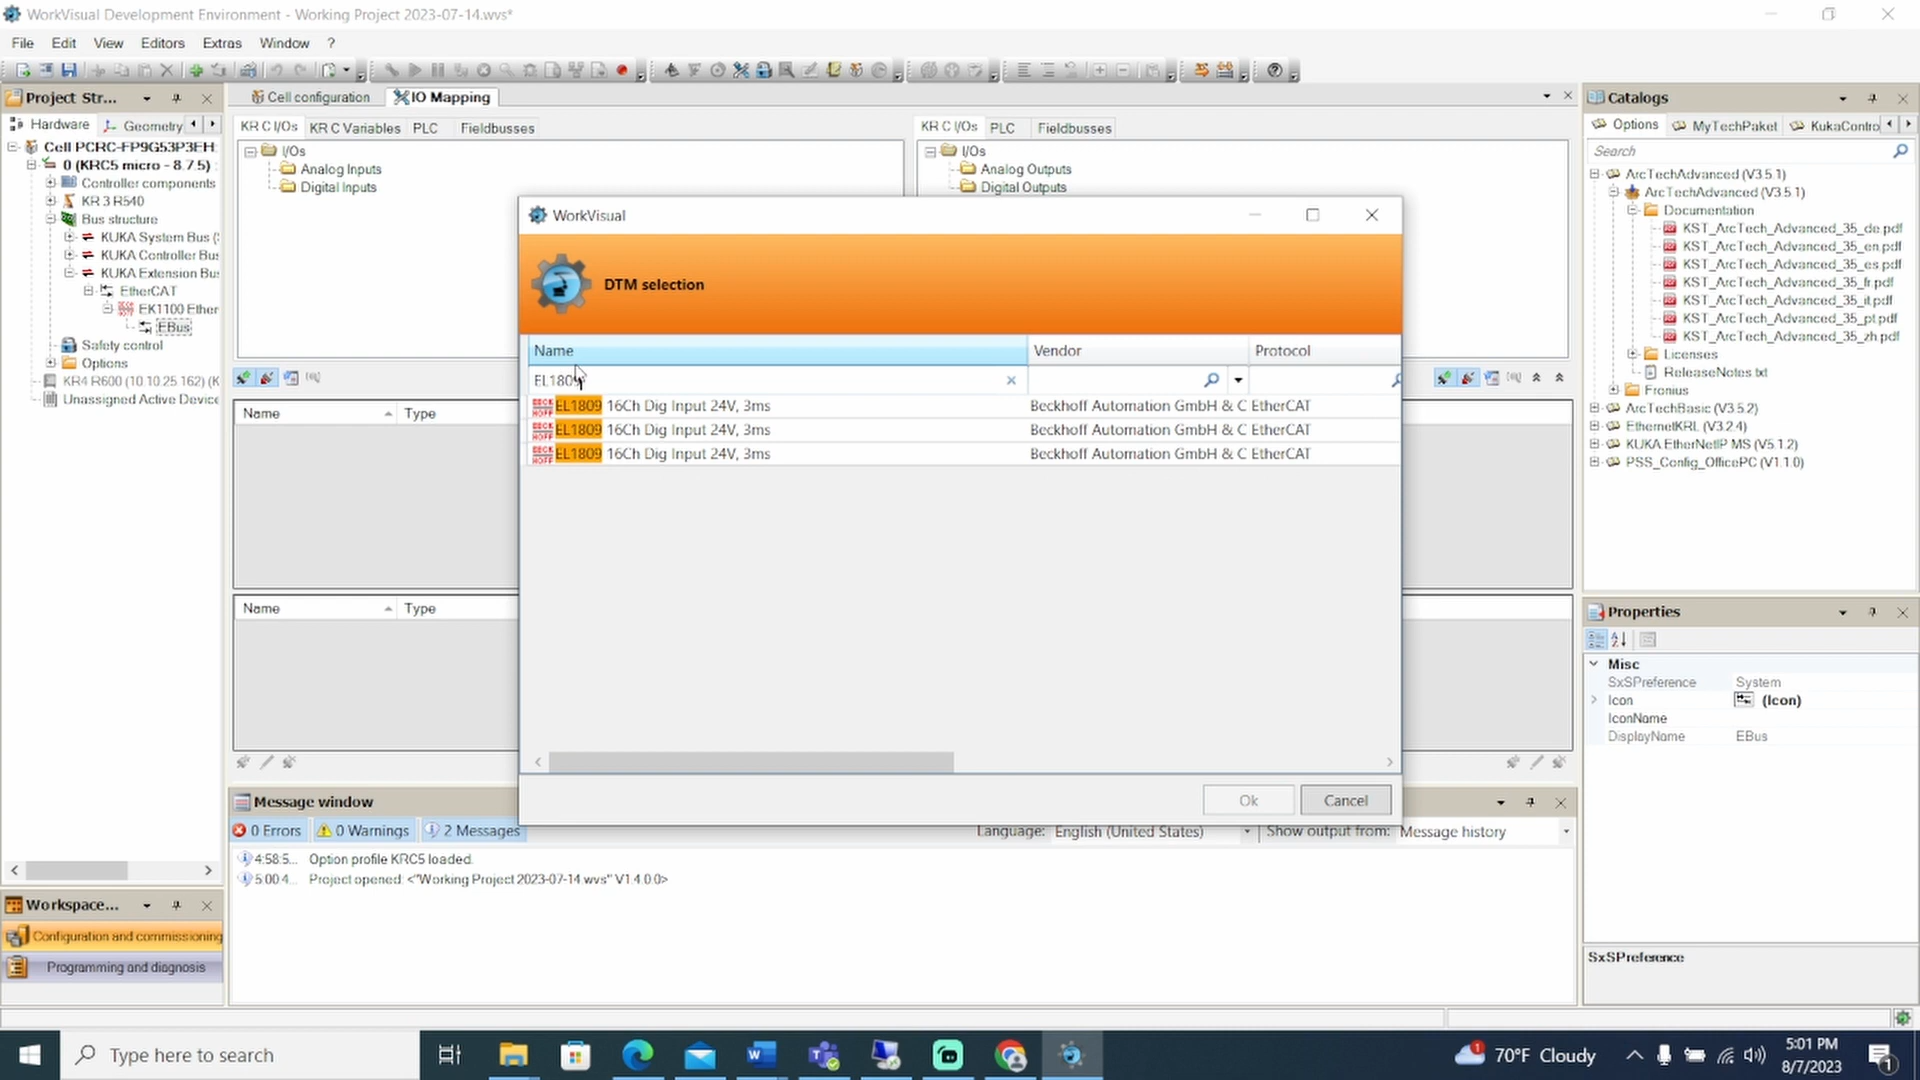 WorkVisual Development Environment - Working Project 2023-07-14.wvs*
File Edit View Editors Extras Window ?
Project Str...
Hardware Geometry
Cell PCRC-FP9G53P3EH:
0 (KRC5 micro - 8.7.5) :
Controller components
KR 3 R540
Bus structure
KUKA System Bus (
KUKA Controller Bus
KUKA Extension Bus
EtherCAT
EK1100 Ether
EBus
Safety control
Options
KR4 R600 (10 10.25 162) (K
Unassigned Active Device
Workspace...
Configuration and commissioning
Programming and diagnosis
Cell configuration IO Mapping
KR C I/Os KR C Variables PLC Fieldbusses
I/Os
Analog Inputs
Digital Inputs
KR C I/Os PLC Fieldbusses
I/Os
Analog Outputs
Digital Outputs
Name Type
Name Type
WorkVisual
DTM selection
Name Vendor Protocol
EL1809
EL1809 16Ch Dig Input 24V, 3ms Beckhoff Automation GmbH & C EtherCAT
EL1809 16Ch Dig Input 24V, 3ms Beckhoff Automation GmbH & C EtherCAT
EL1809 16Ch Dig Input 24V, 3ms Beckhoff Automation GmbH & C EtherCAT
Ok Cancel
Message window
0 Errors 0 Warnings 2 Messages Language: English (United States) Show output from: Message history
4:58:5... Option profile KRC5 loaded.
5:00:4... Project opened: <"Working Project 2023-07-14.wvs" V1.4.0.0>
Catalogs
Options MyTechPaket KukaContro
Search
ArcTechAdvanced (V3.5.1)
ArcTechAdvanced (V3.5.1)
Documentation
KST_ArcTech_Advanced_35_de.pdf
KST_ArcTech_Advanced_35_en.pdf
KST_ArcTech_Advanced_35_es.pdf
KST_ArcTech_Advanced_35_fr.pdf
KST_ArcTech_Advanced_35_it.pdf
KST_ArcTech_Advanced_35_pt.pdf
KST_ArcTech_Advanced_35_zh.pdf
Licenses
ReleaseNotes.txt
Fronius
ArcTechBasic (V3.5.2)
EthernetKRL (V3.2.4)
KUKA EtherNetIP MS (V5.1.2)
PSS_Config_OfficePC (V1.1.0)
Properties
Misc
SxSPreference System
Icon (Icon)
IconName
DisplayName EBus
SxSPreference
Type here to search
70°F Cloudy
5:01 PM
8/7/2023